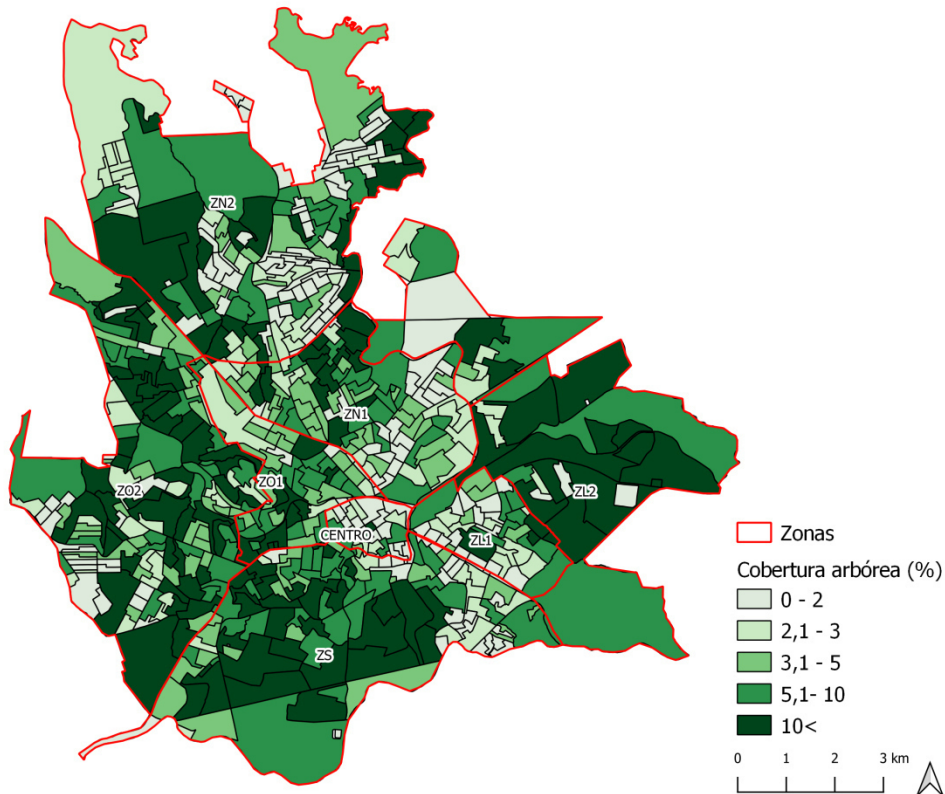 ZN2
ZN1
ZO2
ZO1
ZL2
CENTRO
ZL1
ZS
Zonas
Cobertura arbórea (%)
0 - 2
2,1 - 3
3,1 - 5
5,1- 10
10<
0 1 2 3 km